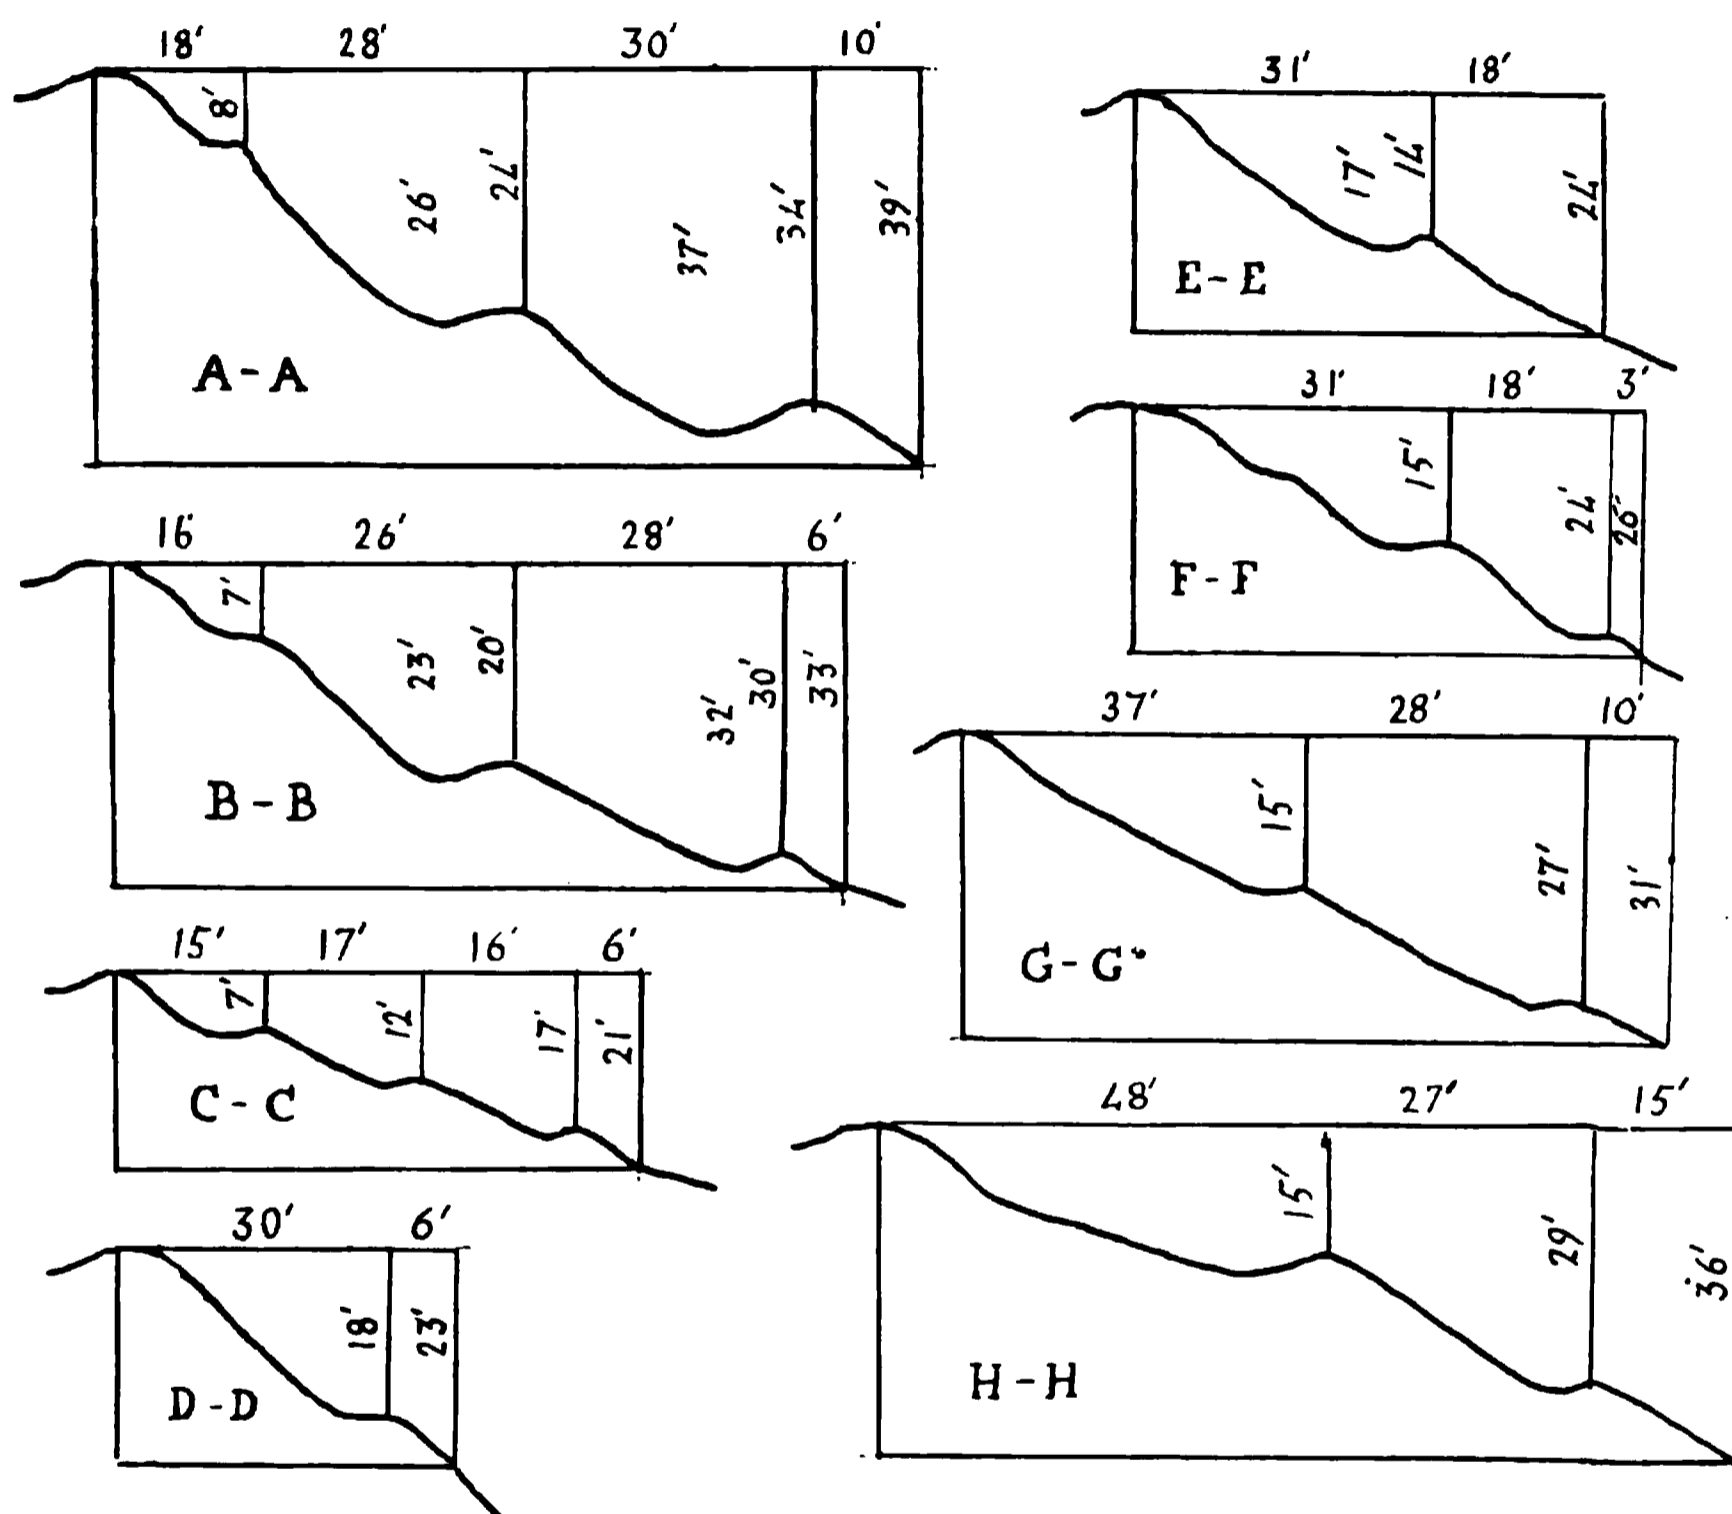 18' 28' 30' 10'
8' 26' 24' 37' 34' 39'
A-A
16 26' 28' 6'
7' 23' 20' 32' 30' 33'
B-B
15' 17' 16' 6'
7' 12' 17' 21'
C-C
30' 6'
18' 23'
D-D
31' 18'
17' 14' 24'
E-E
31' 18' 3'
15' 24' 26'
F-F
37' 28' 10'
15' 27' 31'
G-G
48' 27' 15'
15' 29' 36'
H-H